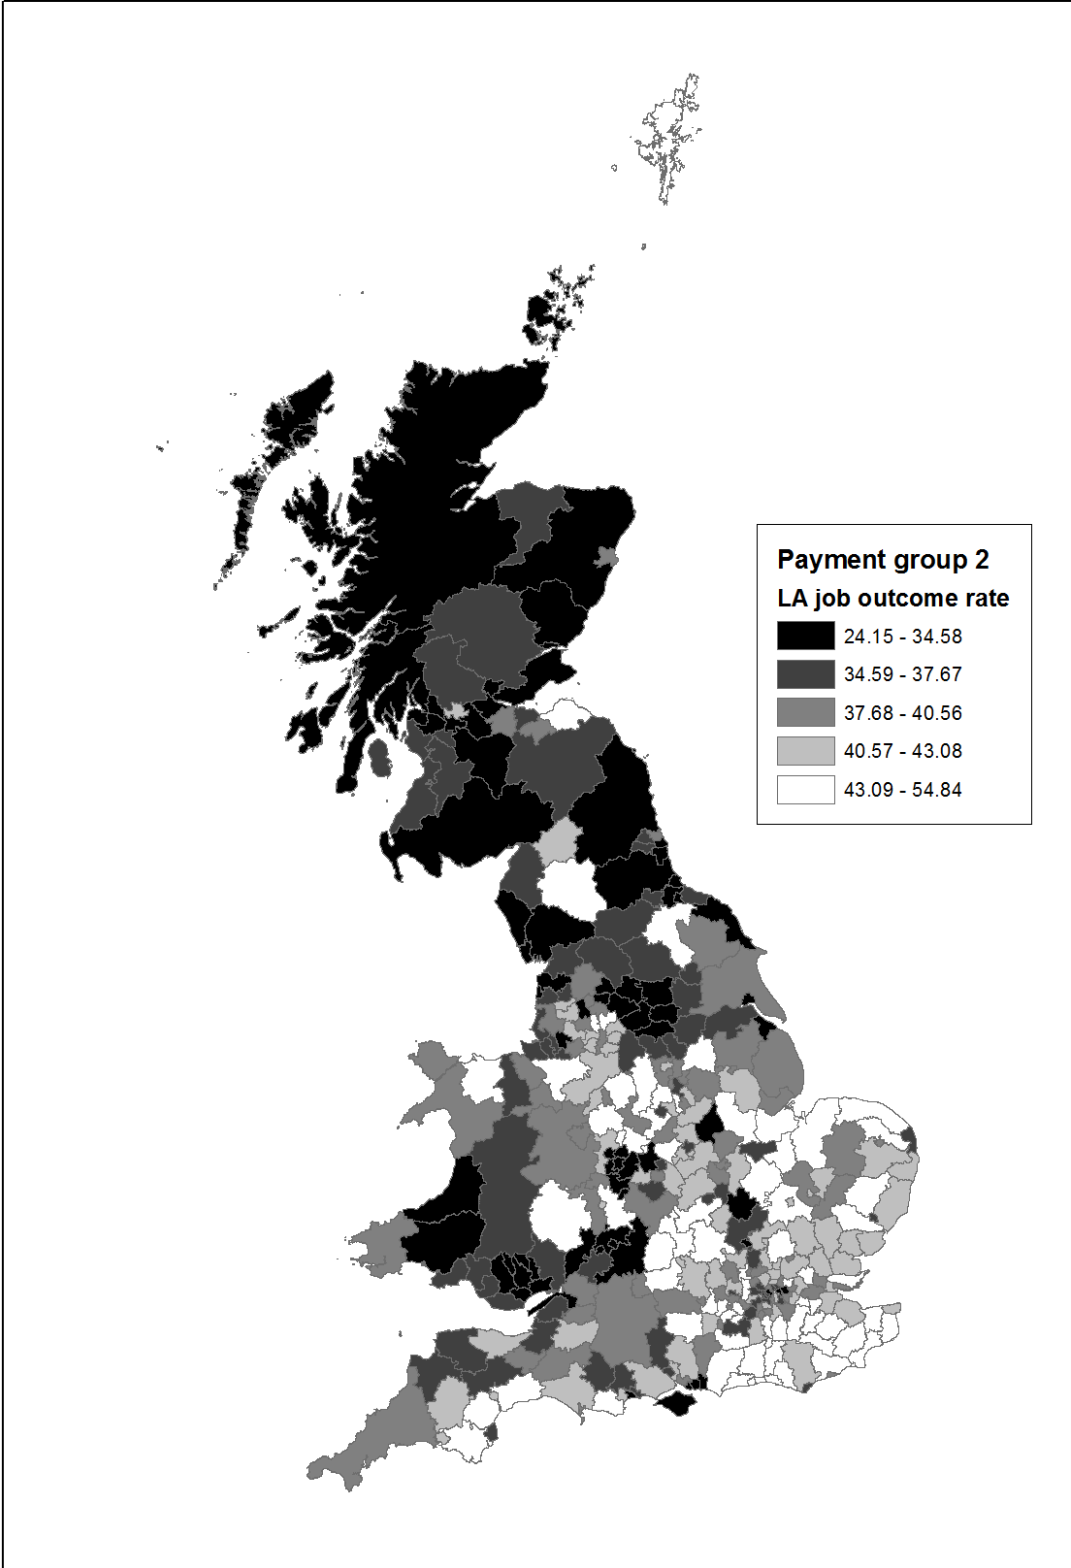 Payment group 2
LA job outcome rate
24.15 - 34.58
34.59 - 37.67
37.68 - 40.56
40.57 - 43.08
43.09 - 54.84